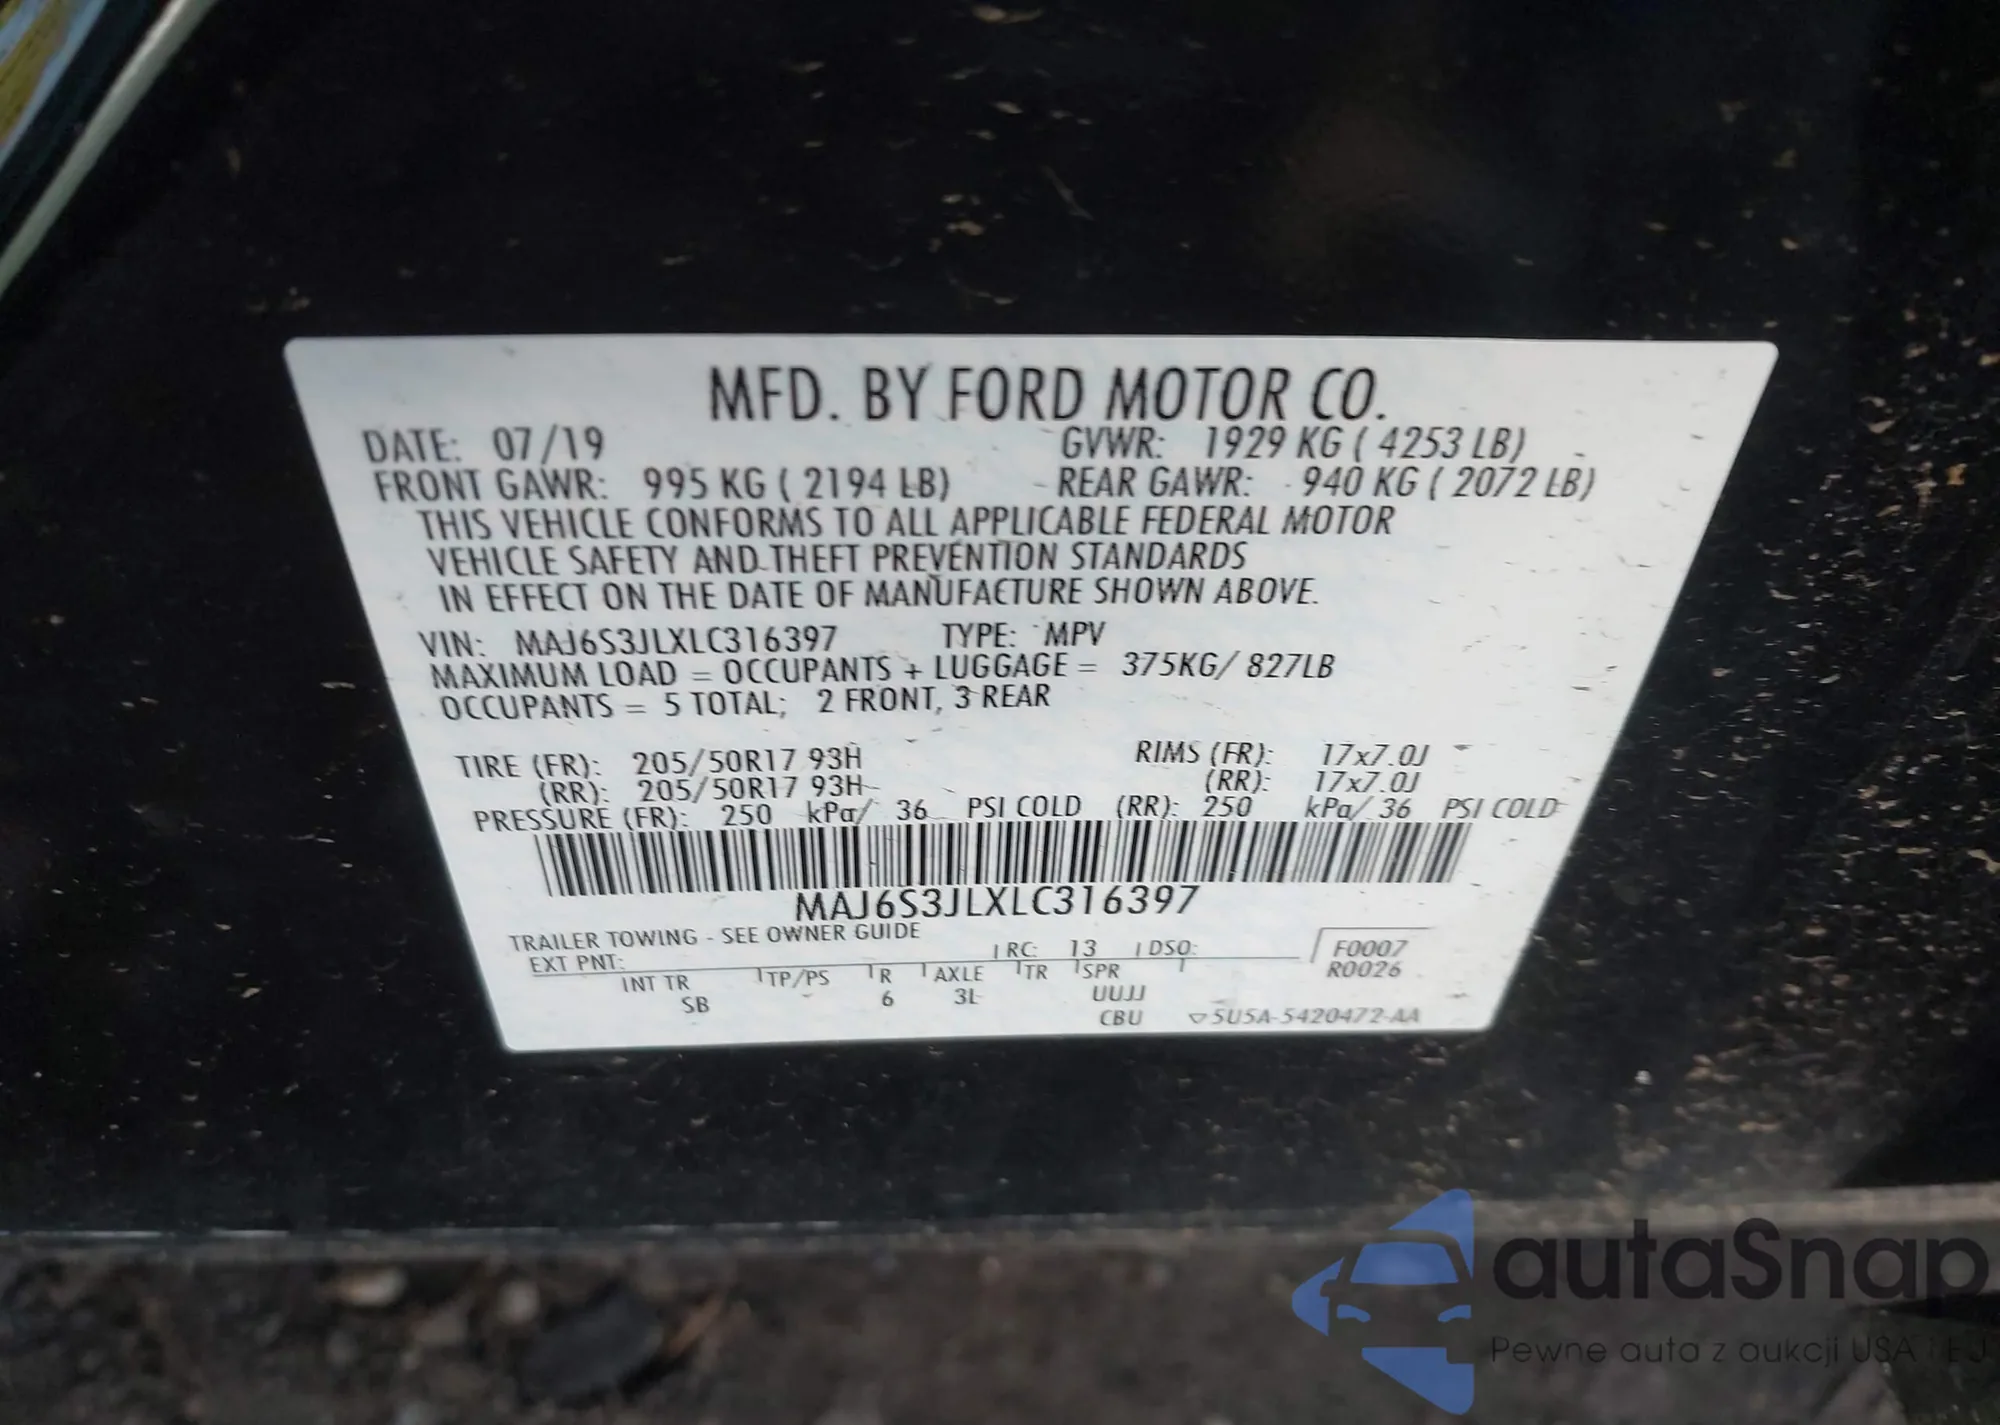 MFD. BY FORD MOTOR CO.
DATE: 07/19 GVWR: 1929 KG ( 4253 LB)
FRONT GAWR: 995 KG ( 2194 LB) REAR GAWR: 940 KG ( 2072 LB)
THIS VEHICLE CONFORMS TO ALL APPLICABLE FEDERAL MOTOR
VEHICLE SAFETY AND THEFT PREVENTION STANDARDS
IN EFFECT ON THE DATE OF MANUFACTURE SHOWN ABOVE.
VIN: MAJ6S3JLXLC316397 TYPE: MPV
MAXIMUM LOAD = OCCUPANTS + LUGGAGE = 375KG/ 827LB
OCCUPANTS = 5 TOTAL; 2 FRONT, 3 REAR
TIRE (FR): 205/50R17 93H RIMS (FR): 17x7.0J
(RR): 205/50R17 93H (RR): 17x7.0J
PRESSURE (FR): 250 kPa/ 36 PSI COLD (RR): 250 kPa/ 36 PSI COLD
MAJ6S3JLXLC316397
TRAILER TOWING - SEE OWNER GUIDE
EXT PNT: RC: 13 DSO: F0007
R0026
INT TR TP/PS R AXLE TR SPR
SB 6 3L UUJJ
CBU 5U5A-5420472-AA
autaSnap
Pewne auta z aukcji USA i EU